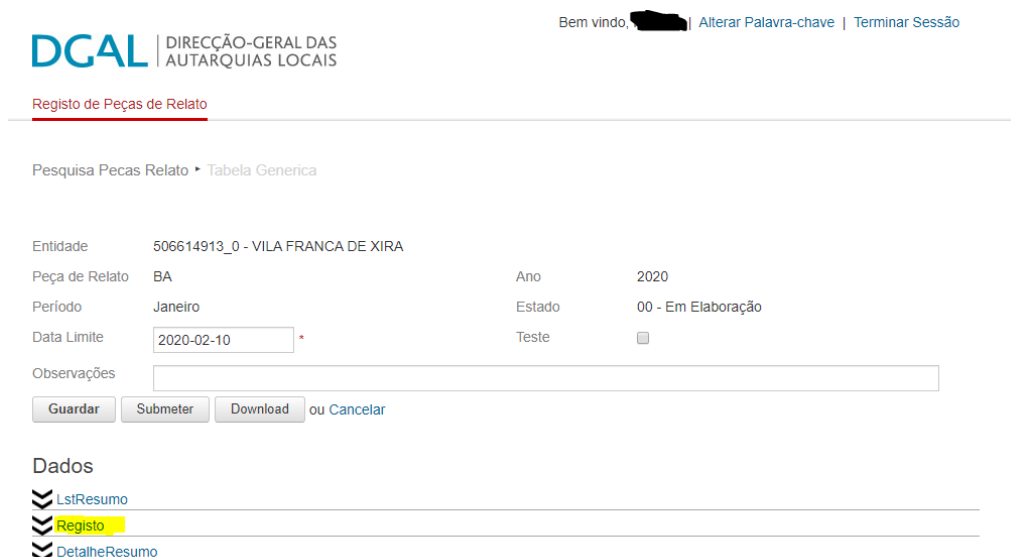 Bem vindo, | Alterar Palavra-chave | Terminar Sessão
DGAL | DIRECÇÃO-GERAL DAS
AUTARQUIAS LOCAIS
Registo de Peças de Relato
Pesquisa Pecas Relato ‣ Tabela Generica
Entidade 506614913_0 - VILA FRANCA DE XIRA
Peça de Relato BA Ano 2020
Período Janeiro Estado 00 - Em Elaboração
Data Limite 2020-02-10 * Teste
Observações
Guardar Submeter Download ou Cancelar
Dados
LstResumo
Registo
DetalheResumo